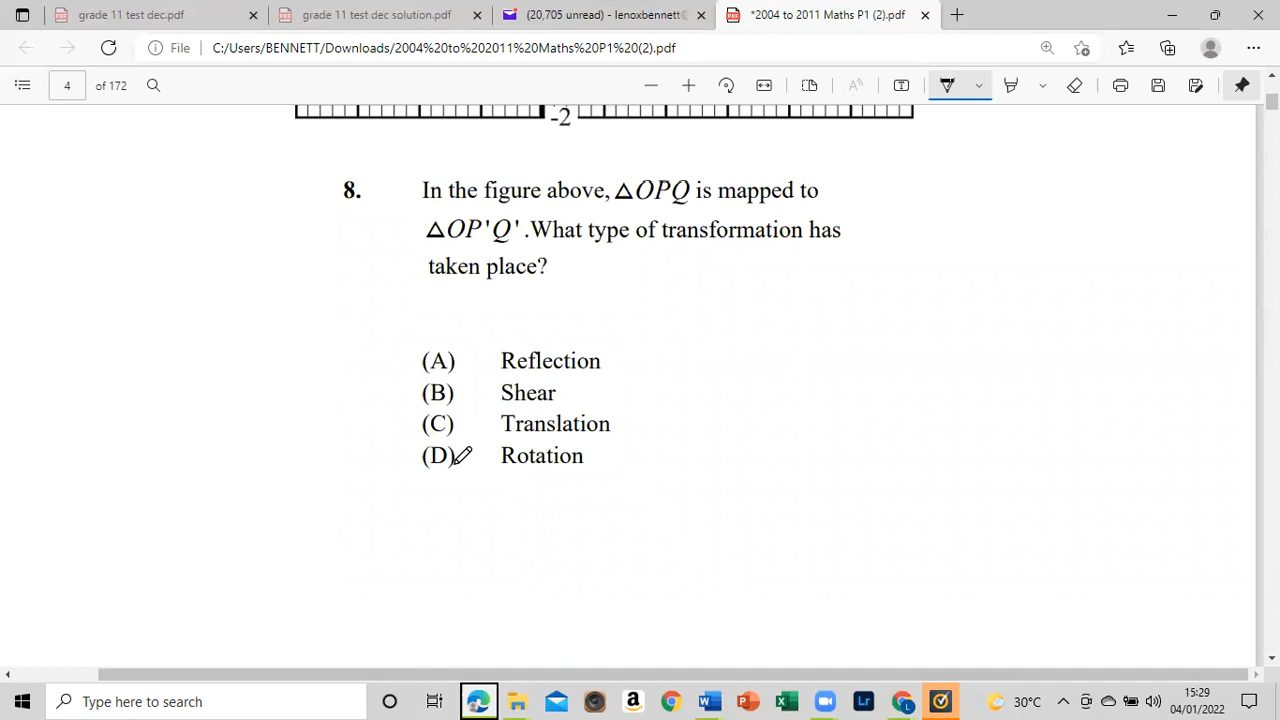 grade 11 test dec.pdf
grade 11 test dec solution.pdf
(20,705 unread) - lenoxbennett@
*2004 to 2011 Maths P1 (2).pdf
File
C:/Users/BENNETT/Downloads/2004%20to%202011%20Maths%20P1%20(2).pdf
4
of 172
-2
8. In the figure above, △OPQ is mapped to
△OP'Q'.What type of transformation has
taken place?
(A) Reflection
(B) Shear
(C) Translation
(D) Rotation
Type here to search
30°C
15:29
04/01/2022